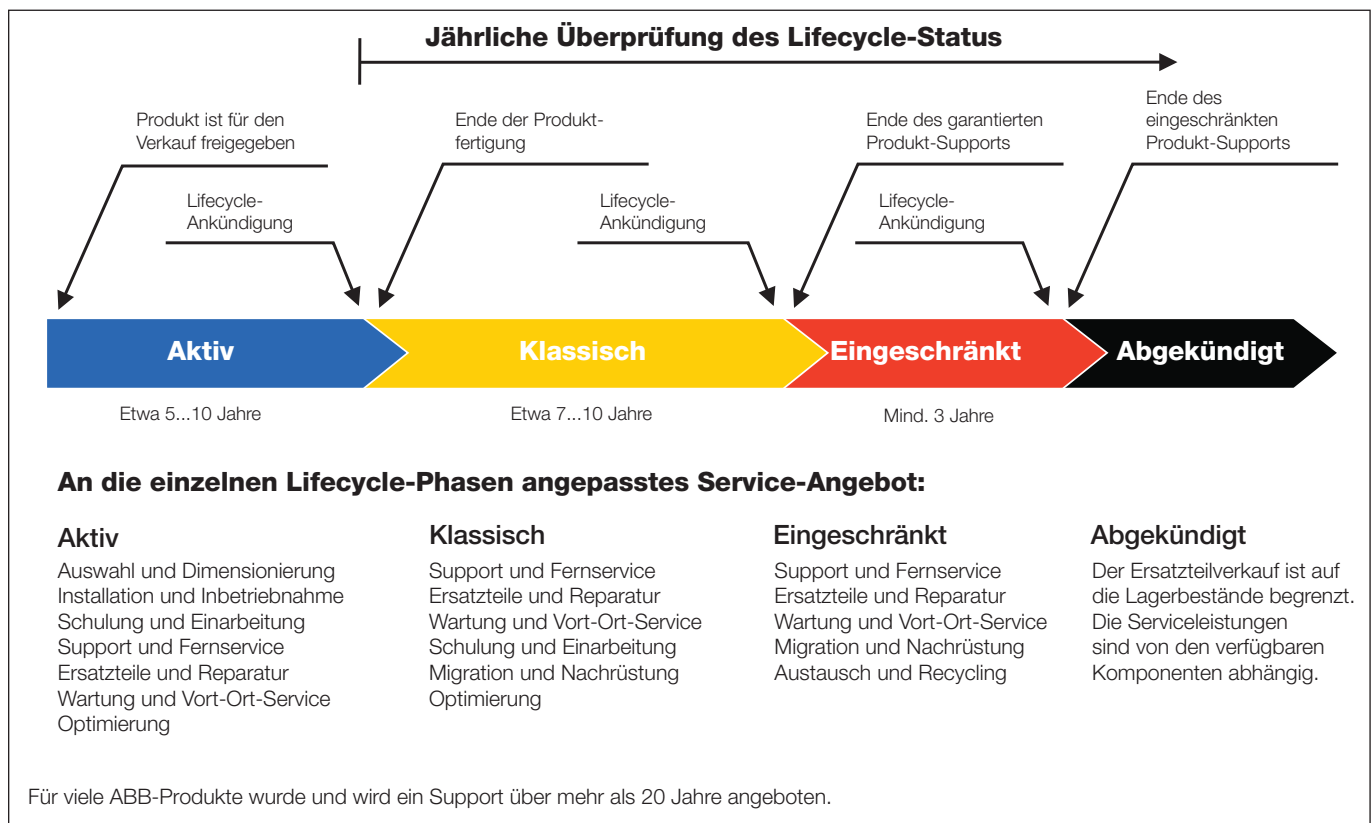 Jährliche Überprüfung des Lifecycle-Status
Produkt ist für den
Verkauf freigegeben
Ende der Produkt-
fertigung
Ende des garantierten
Produkt-Supports
Ende des
eingeschränkten
Produkt-Supports
Lifecycle-
Ankündigung
Lifecycle-
Ankündigung
Lifecycle-
Ankündigung
Aktiv
Klassisch
Eingeschränkt
Abgekündigt
Etwa 5...10 Jahre
Etwa 7...10 Jahre
Mind. 3 Jahre
An die einzelnen Lifecycle-Phasen angepasstes Service-Angebot:
Aktiv
Auswahl und Dimensionierung
Installation und Inbetriebnahme
Schulung und Einarbeitung
Support und Fernservice
Ersatzteile und Reparatur
Wartung und Vort-Ort-Service
Optimierung
Klassisch
Support und Fernservice
Ersatzteile und Reparatur
Wartung und Vort-Ort-Service
Schulung und Einarbeitung
Migration und Nachrüstung
Optimierung
Eingeschränkt
Support und Fernservice
Ersatzteile und Reparatur
Wartung und Vort-Ort-Service
Migration und Nachrüstung
Austausch und Recycling
Abgekündigt
Der Ersatzteilverkauf ist auf
die Lagerbestände begrenzt.
Die Serviceleistungen
sind von den verfügbaren
Komponenten abhängig.
Für viele ABB-Produkte wurde und wird ein Support über mehr als 20 Jahre angeboten.